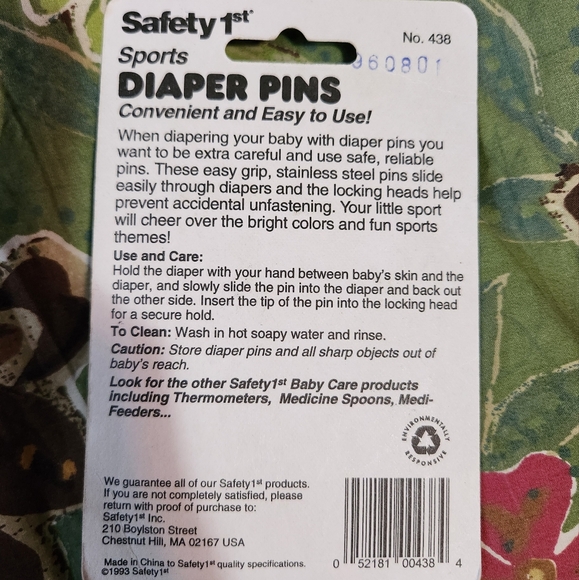 Safety 1st
No. 438
960801
Sports
DIAPER PINS
Convenient and Easy to Use!
When diapering your baby with diaper pins you
want to be extra careful and use safe, reliable
pins. These easy grip, stainless steel pins slide
easily through diapers and the locking heads help
prevent accidental unfastening. Your little sport
will cheer over the bright colors and fun sports
themes!
Use and Care:
Hold the diaper with your hand between baby's skin and the
diaper, and slowly slide the pin into the diaper and back out
the other side. Insert the tip of the pin into the locking head
for a secure hold.
To Clean: Wash in hot soapy water and rinse.
Caution: Store diaper pins and all sharp objects out of
baby's reach.
Look for the other Safety1st Baby Care products
including Thermometers, Medicine Spoons, Medi-
Feeders...
ENVIRONMENTALLY
RESPONSIVE
We guarantee all of our Safety1st products.
If you are not completely satisfied, please
return with proof of purchase to:
Safety1st Inc.
210 Boylston Street
Chestnut Hill, MA 02167 USA
Made in China to Safety1st quality specifications.
©1993 Safety1st
0 52181 00438 4